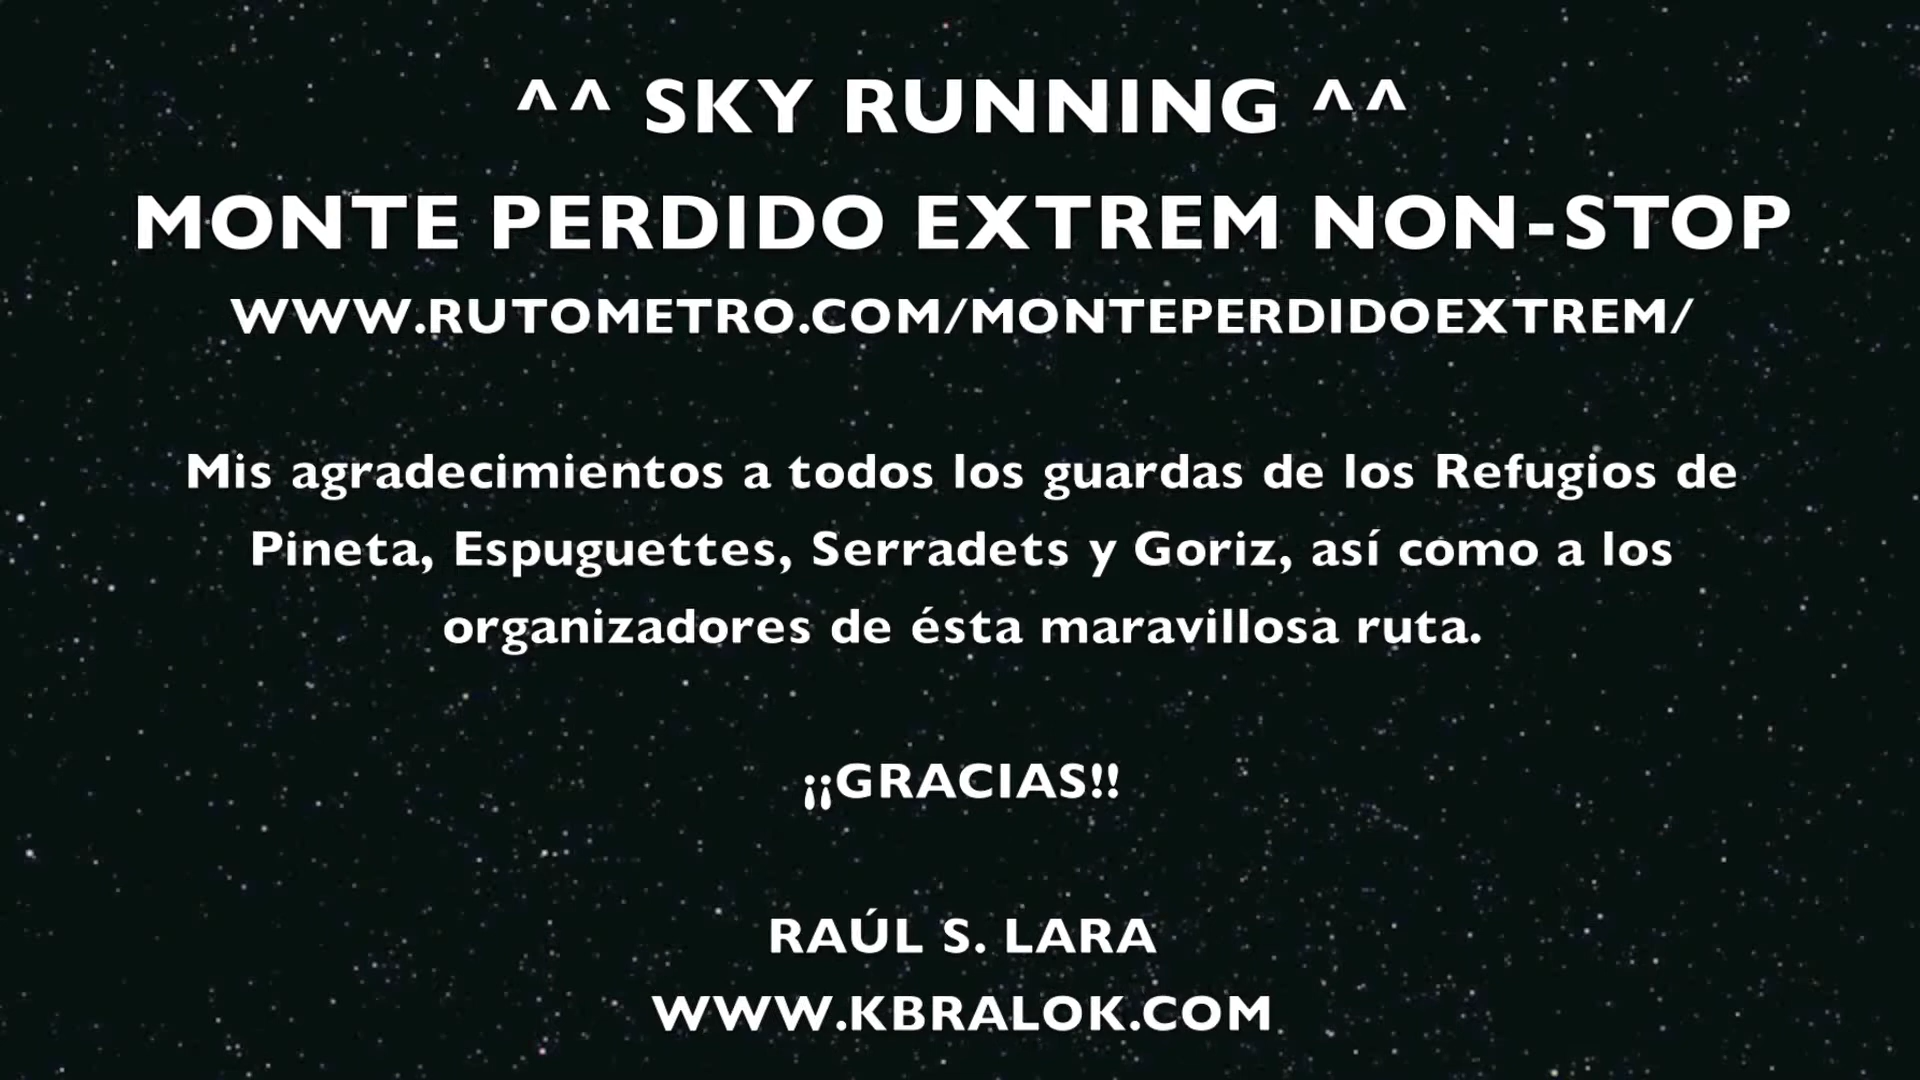 ^^ SKY RUNNING ^^
MONTE PERDIDO EXTREM NON-STOP
WWW.RUTOMETRO.COM/MONTEPERDIDOEXTREM/
Mis agradecimientos a todos los guardas de los Refugios de
Pineta, Espuguettes, Serradets y Goriz, así como a los
organizadores de ésta maravillosa ruta.
¡¡GRACIAS!!
RAÚL S. LARA
WWW.KBRALOK.COM